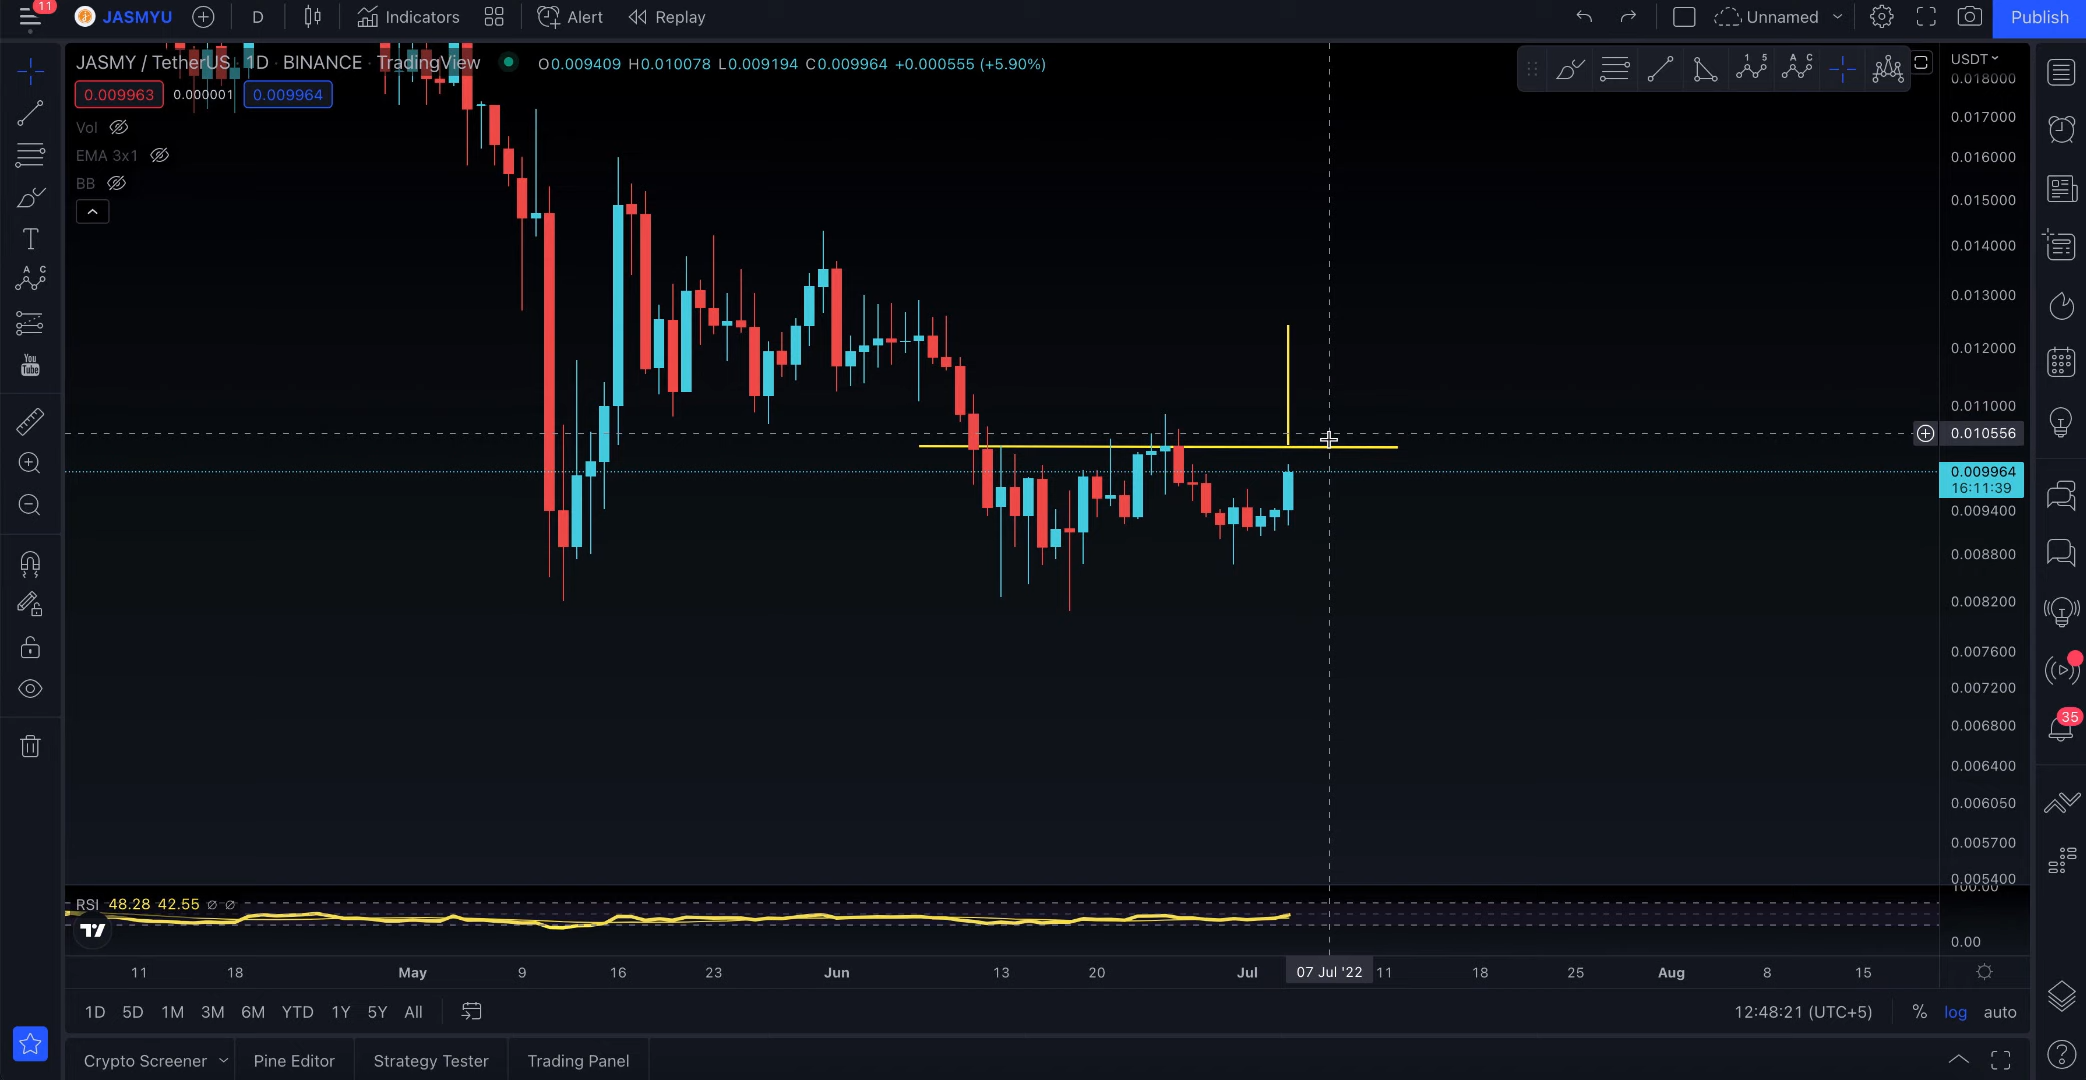 11
JASMYU
D
Indicators
Alert
Replay
Unnamed
Publish
JASMY / TetherUS · 1D · BINANCE · TradingView
O0.009409 H0.010078 L0.009194 C0.009964 +0.000555 (+5.90%)
0.009963
0.000001
0.009964
Vol
EMA 3x1
BB
USDT
0.018000
0.017000
0.016000
0.015000
0.014000
0.013000
0.012000
0.011000
0.010556
0.009964
16:11:39
0.009400
0.008800
0.008200
0.007600
0.007200
0.006800
0.006400
0.006050
0.005700
0.005400
100.00
0.00
RSI 48.28 42.55 ∅ ∅
T
A C
You
Tube
1 5
A C
35
11 18 May 9 16 23 Jun 13 20 Jul 07 Jul '22 11 18 25 Aug 8 15
1D 5D 1M 3M 6M YTD 1Y 5Y All
12:48:21 (UTC+5)
% log auto
Crypto Screener
Pine Editor
Strategy Tester
Trading Panel